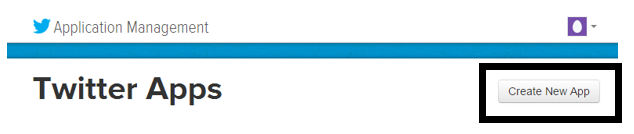 Application Management
Twitter Apps
Create New App